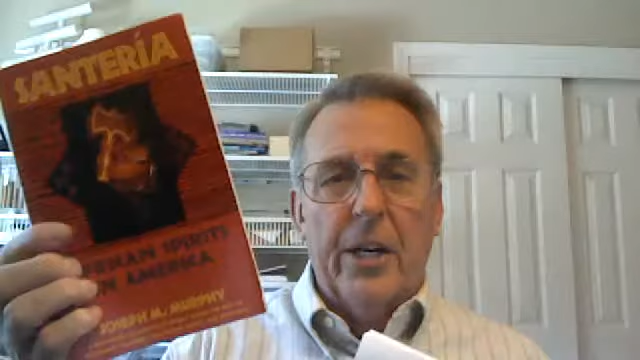 SANTERÍA
AFRICAN SPIRITS
IN AMERICA
JOSEPH M. MURPHY